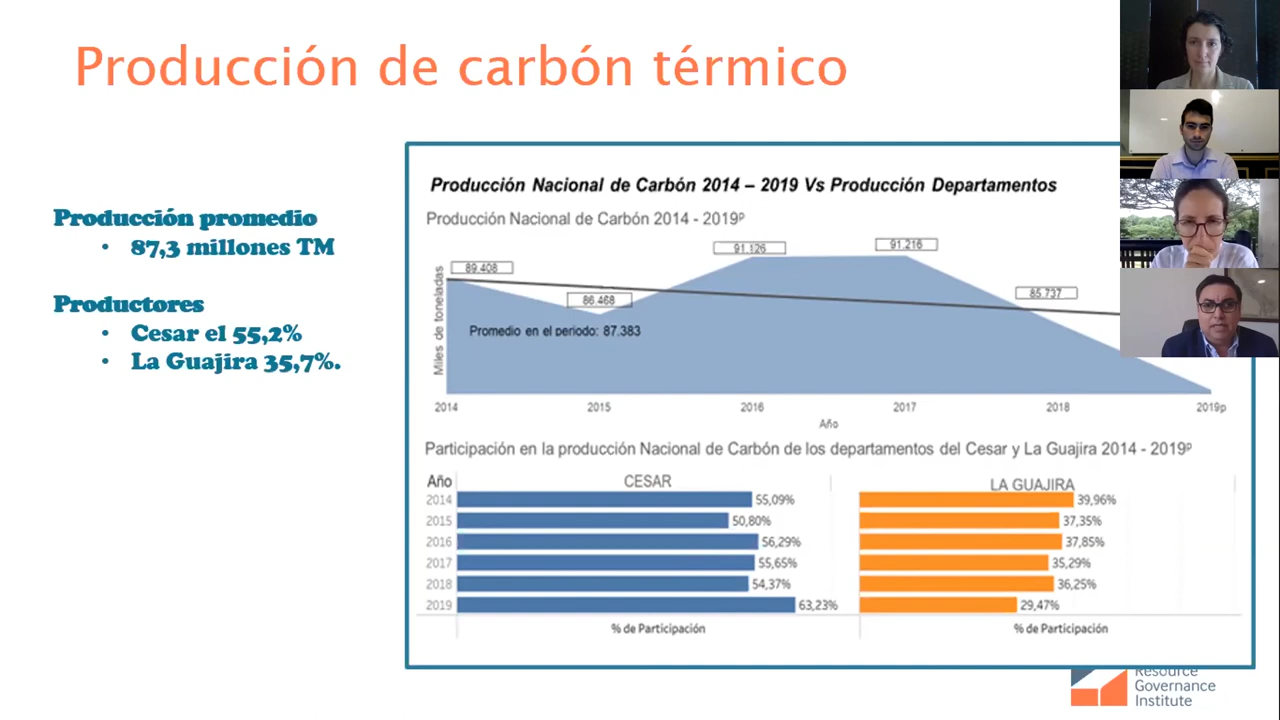 Producción de carbón térmico
Producción promedio
• 87,3 millones TM
Productores
• Cesar el 55,2%
• La Guajira 35,7%.
Producción Nacional de Carbón 2014 – 2019 Vs Producción Departamentos
Producción Nacional de Carbón 2014 - 2019ᵖ
Miles de toneladas
89.408
86.468
91.126
91.216
85.737
Promedio en el periodo: 87.383
2014 2015 2016 2017 2018 2019p
Año
Participación en la producción Nacional de Carbón de los departamentos del Cesar y La Guajira 2014 - 2019ᵖ
Año CESAR LA GUAJIRA
2014 55,09% 39,96%
2015 50,80% 37,35%
2016 56,29% 37,85%
2017 55,65% 35,29%
2018 54,37% 36,25%
2019 63,23% 29,47%
% de Participación % de Participación
Resource
Governance
Institute